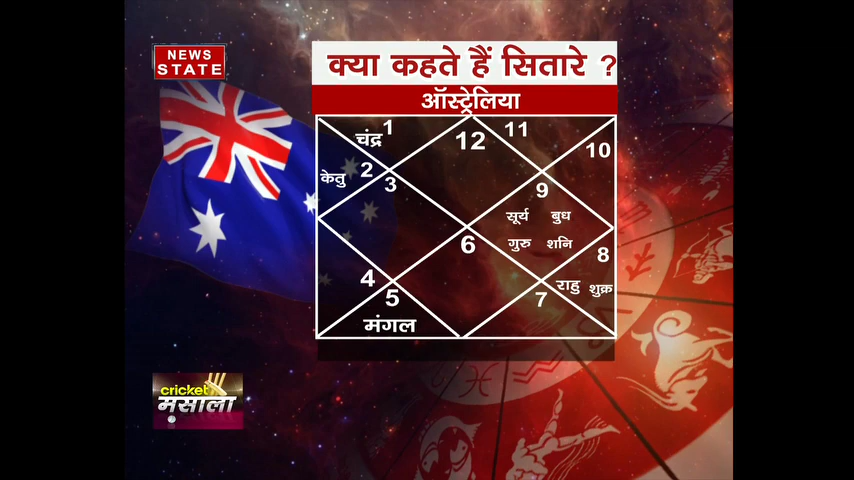 NEWS
STATE
क्या कहते हैं सितारे ?
ऑस्ट्रेलिया
चंद्र 1
12
11
10
केतु 2
3
9
सूर्य बुध
गुरु शनि
6
8
4
5
7
राहु शुक्र
मंगल
cricket
मसाला